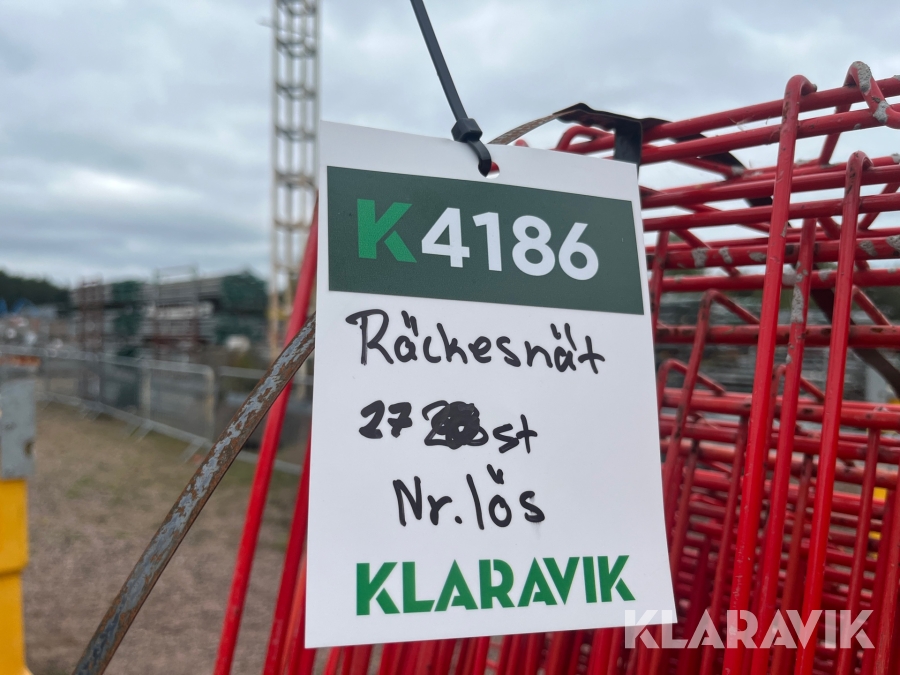 K4186
Räckesnät
27 st
Nr.lös
KLARAVIK
KLARAVIK